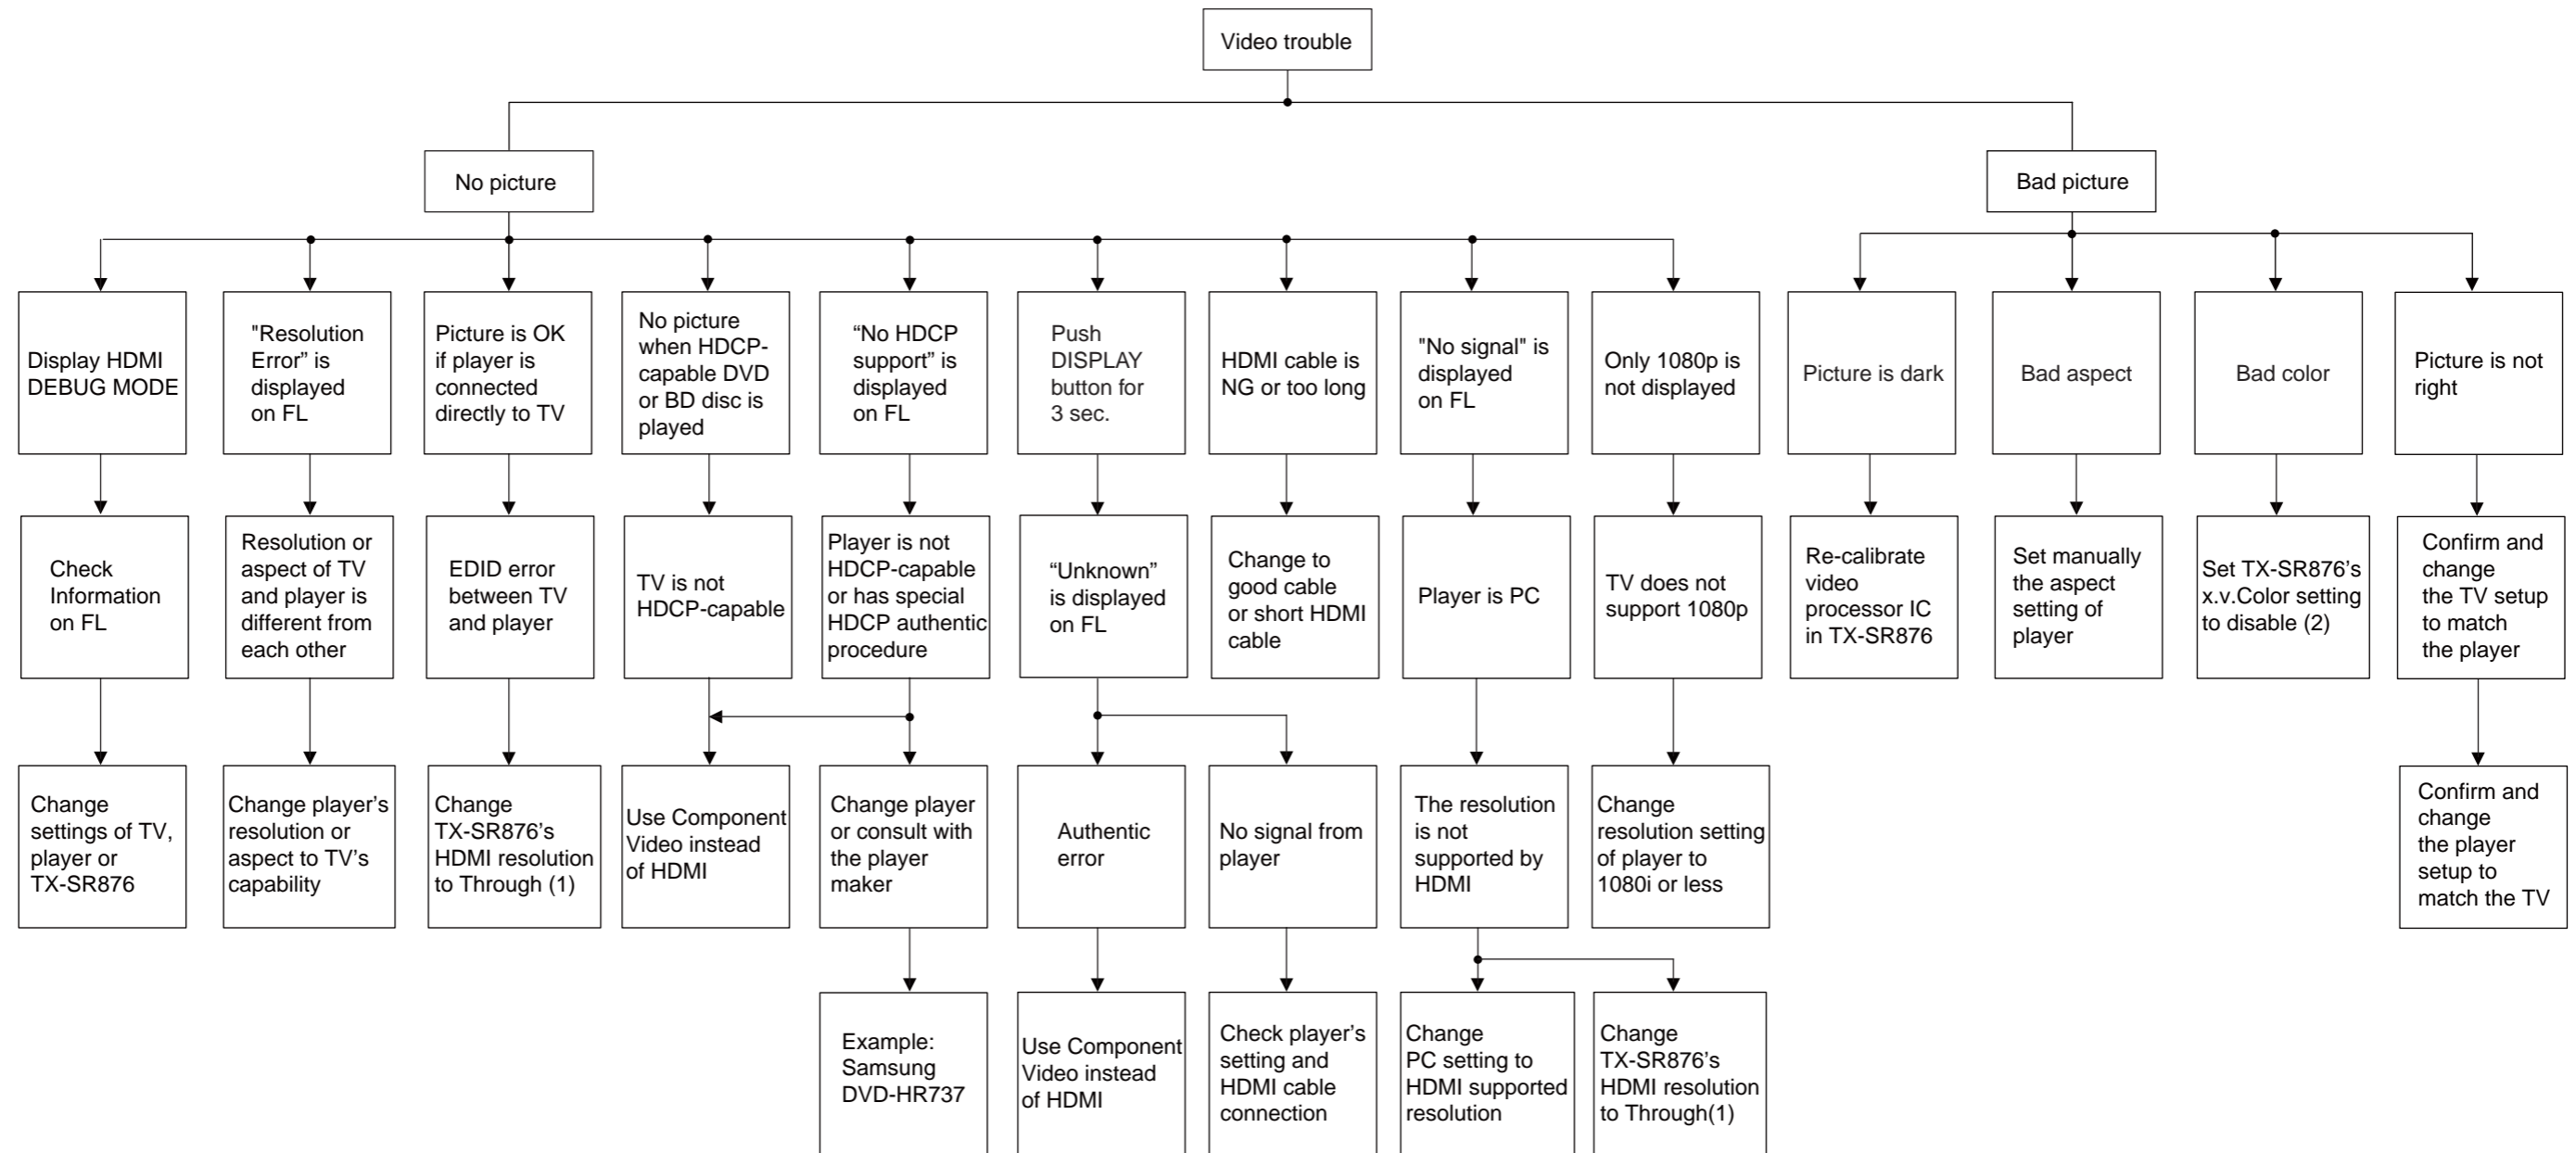 Video trouble
No picture
Bad picture
Display HDMI
DEBUG MODE
"Resolution
Error” is
displayed
on FL
Picture is OK
if player is
connected
directly to TV
No picture
when HDCP-
capable DVD
or BD disc is
played
“No HDCP
support” is
displayed
on FL
Push
DISPLAY
button for
3 sec.
HDMI cable is
NG or too long
"No signal" is
displayed
on FL
Only 1080p is
not displayed
Picture is dark
Bad aspect
Bad color
Picture is not
right
Check
Information
on FL
Resolution or
aspect of TV
and player is
different from
each other
EDID error
between TV
and player
TV is not
HDCP-capable
Player is not
HDCP-capable
or has special
HDCP authentic
procedure
“Unknown”
is displayed
on FL
Change to
good cable
or short HDMI
cable
Player is PC
TV does not
support 1080p
Re-calibrate
video
processor IC
in TX-SR876
Set manually
the aspect
setting of
player
Set TX-SR876’s
x.v.Color setting
to disable (2)
Confirm and
change
the TV setup
to match
the player
Change
settings of TV,
player or
TX-SR876
Change player’s
resolution or
aspect to TV’s
capability
Change
TX-SR876’s
HDMI resolution
to Through (1)
Use Component
Video instead
of HDMI
Change player
or consult with
the player
maker
Authentic
error
No signal from
player
The resolution
is not
supported by
HDMI
Change
resolution setting
of player to
1080i or less
Confirm and
change
the player
setup to
match the TV
Example:
Samsung
DVD-HR737
Use Component
Video instead
of HDMI
Check player’s
setting and
HDMI cable
connection
Change
PC setting to
HDMI supported
resolution
Change
TX-SR876’s
HDMI resolution
to Through(1)